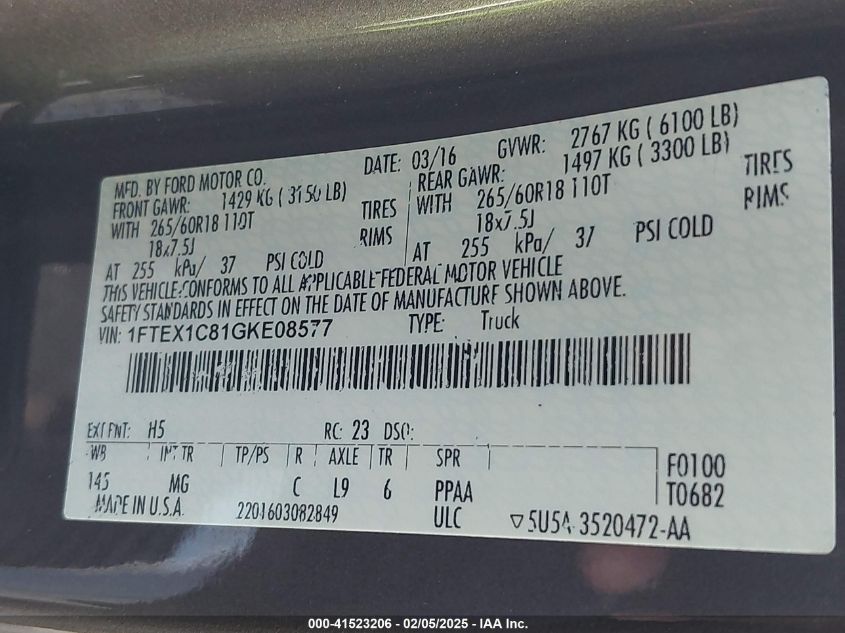 MFD. BY FORD MOTOR CO. DATE: 03/16 GVWR: 2767 KG ( 6100 LB)
FRONT GAWR: 1429 KG ( 3150 LB) REAR GAWR: 1497 KG ( 3300 LB)
WITH 265/60R18 110T TIRES WITH 265/60R18 110T TIRES
18x7.5J RIMS 18x7.5J RIMS
AT 255 kPa/ 37 PSI COLD AT 255 kPa/ 37 PSI COLD
THIS VEHICLE CONFORMS TO ALL APPLICABLE FEDERAL MOTOR VEHICLE
SAFETY STANDARDS IN EFFECT ON THE DATE OF MANUFACTURE SHOWN ABOVE.
VIN: 1FTEX1C81GKE08577 TYPE: Truck
EXT PNT: H5 RC: 23 DSO:
WB INT TR TP/PS R AXLE TR SPR F0100
145 MG C L9 6 PPAA T0682
MADE IN U.S.A. 2201603082849 ULC ▽5U5A-3520472-AA
000-41523206 - 02/05/2025 - IAA Inc.